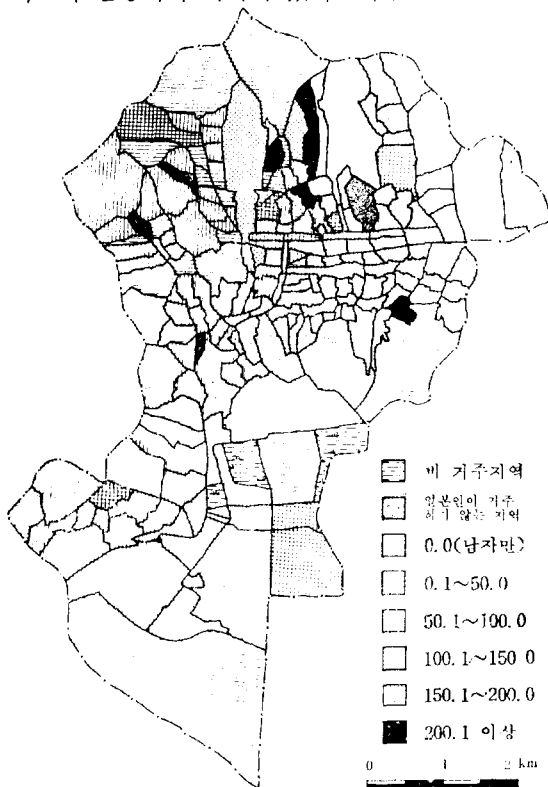 비 거주지역
일본인이 거주
하지 않는 지역
0.0(남자만)
0.1~50.0
50.1~100.0
100.1~150 0
150.1~200.0
200.1 이상
0 1 2 km